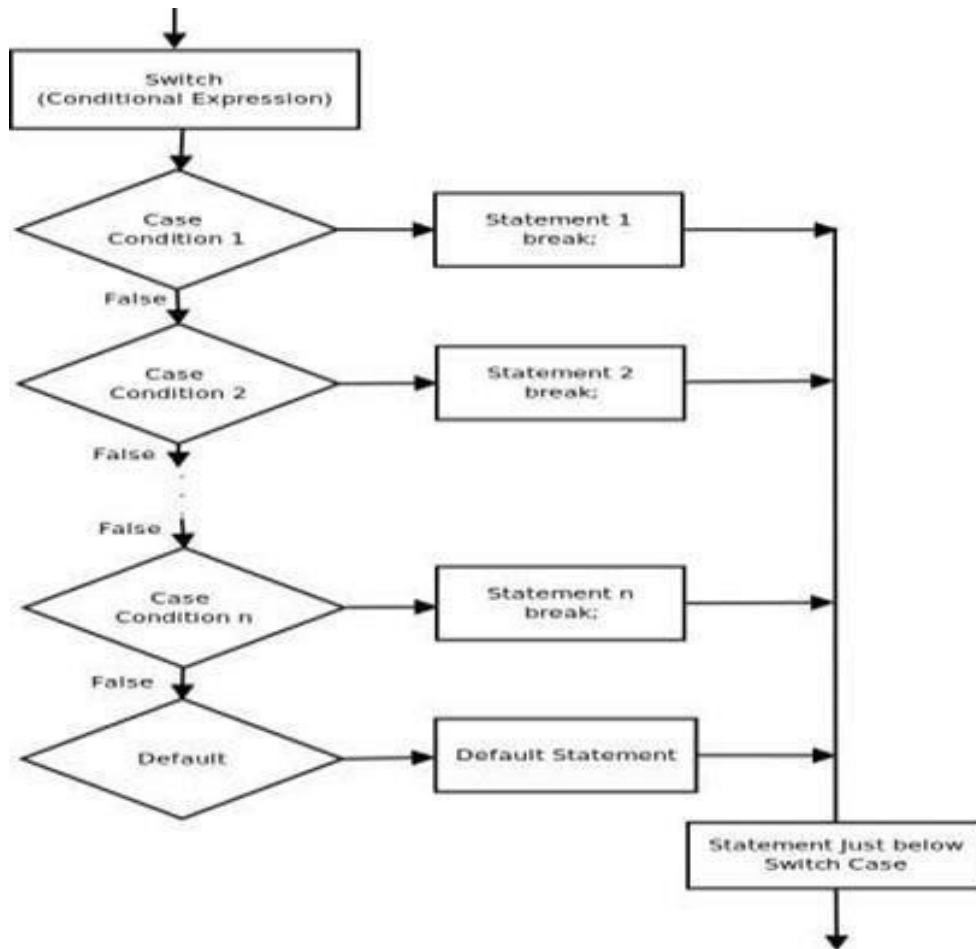 Switch
(Conditional Expression)
Case
Condition 1
Statement 1
break;
False
Case
Condition 2
Statement 2
break;
False
False
Case
Condition n
Statement n
break;
False
Default
Default Statement
Statement Just below
Switch Case